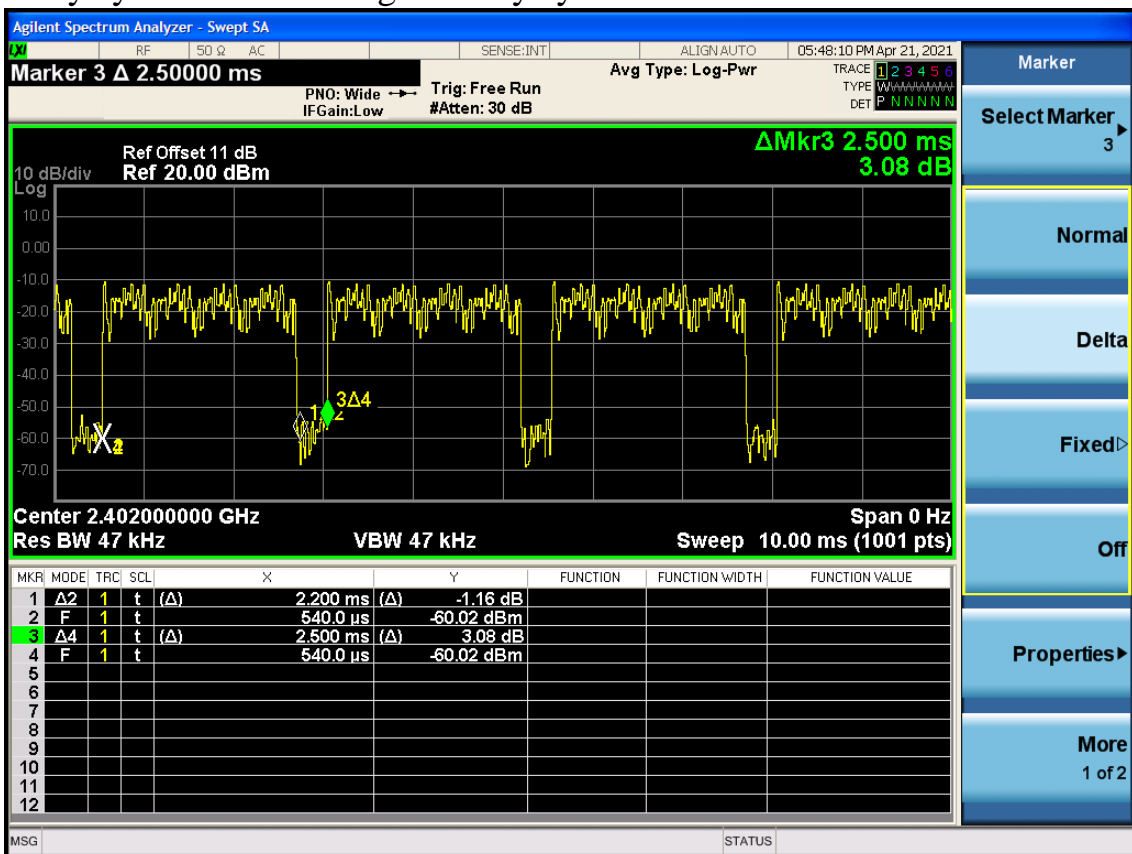 Agilent Spectrum Analyzer - Swept SA
LXI RF 50 Ω AC SENSE:INT ALIGN AUTO 05:48:10 PM Apr 21, 2021
Marker 3 Δ 2.50000 ms
PNO: Wide
IFGain:Low
Trig: Free Run
#Atten: 30 dB
Avg Type: Log-Pwr
TRACE 1 2 3 4 5 6
TYPE WWWWWW
DET P N N N N N
ΔMkr3 2.500 ms
3.08 dB
Ref Offset 11 dB
10 dB/div Ref 20.00 dBm
Log
10.0
0.00
-10.0
-20.0
-30.0
-40.0
-50.0
-60.0
-70.0
3Δ4
Center 2.402000000 GHz Span 0 Hz
Res BW 47 kHz VBW 47 kHz Sweep 10.00 ms (1001 pts)
MKR MODE TRC SCL X Y FUNCTION FUNCTION WIDTH FUNCTION VALUE
1 Δ2 1 t (Δ) 2.200 ms (Δ) -1.16 dB
2 F 1 t 540.0 µs -60.02 dBm
3 Δ4 1 t (Δ) 2.500 ms (Δ) 3.08 dB
4 F 1 t 540.0 µs -60.02 dBm
5
6
7
8
9
10
11
12
MSG STATUS
Marker
Select Marker
3
Normal
Delta
Fixed
Off
Properties
More
1 of 2